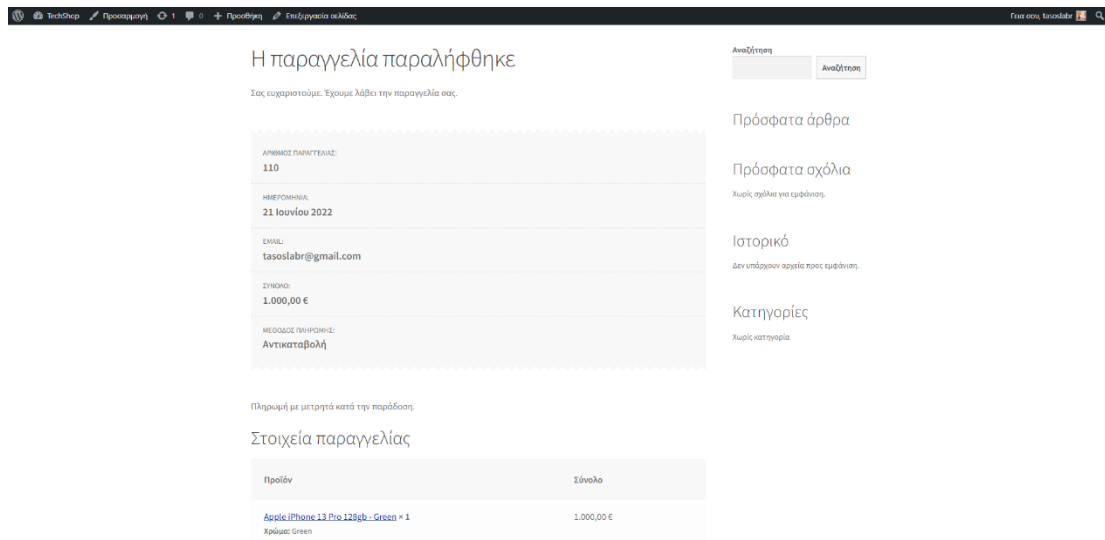 TechShop Προσαρμογή 1 0 Προσθήκη Επεξεργασία σελίδας Γεια σου, tasoslabr
Η παραγγελία παραλήφθηκε
Σας ευχαριστούμε. Έχουμε λάβει την παραγγελία σας.
ΑΡΙΘΜΟΣ ΠΑΡΑΓΓΕΛΙΑΣ:
110
ΗΜΕΡΟΜΗΝΙΑ:
21 Ιουνίου 2022
EMAIL:
tasoslabr@gmail.com
ΣΥΝΟΛΟ:
1.000,00 €
ΜΕΘΟΔΟΣ ΠΛΗΡΩΜΗΣ:
Αντικαταβολή
Πληρωμή με μετρητά κατά την παράδοση.
Στοιχεία παραγγελίας
Προϊόν Σύνολο
Apple iPhone 13 Pro 128gb - Green × 1 1.000,00 €
Χρώμα: Green
Αναζήτηση
Αναζήτηση
Πρόσφατα άρθρα
Πρόσφατα σχόλια
Χωρίς σχόλια για εμφάνιση.
Ιστορικό
Δεν υπάρχουν αρχεία προς εμφάνιση.
Κατηγορίες
Χωρίς κατηγορία